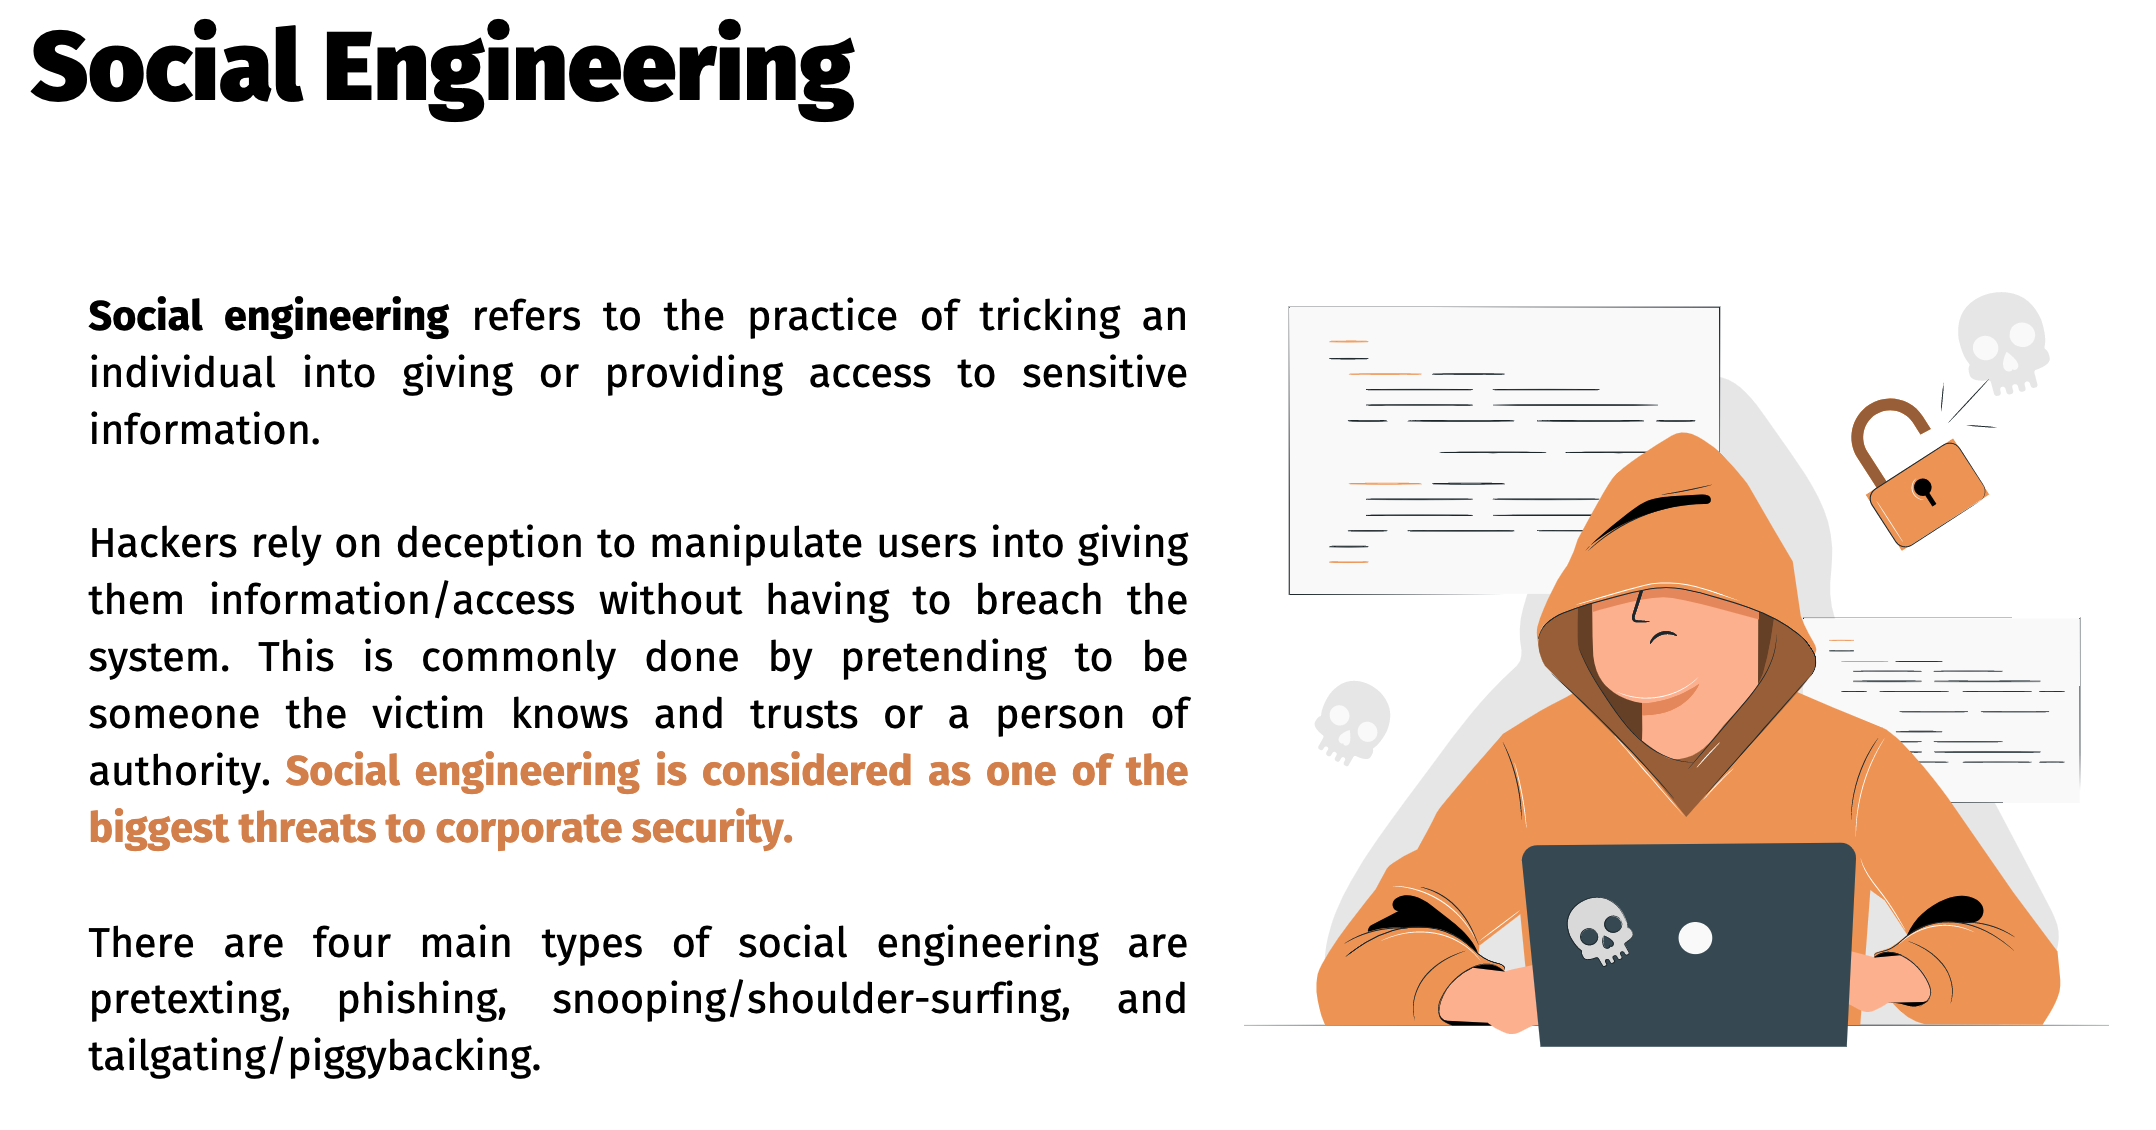 Social Engineering
Social engineering refers to the practice of tricking an
individual into giving or providing access to sensitive
information.
Hackers rely on deception to manipulate users into giving
them information/access without having to breach the
system. This is commonly done by pretending to be
someone the victim knows and trusts or a person of
authority. Social engineering is considered as one of the
biggest threats to corporate security.
There are four main types of social engineering are
pretexting, phishing, snooping/shoulder-surfing, and
tailgating/piggybacking.